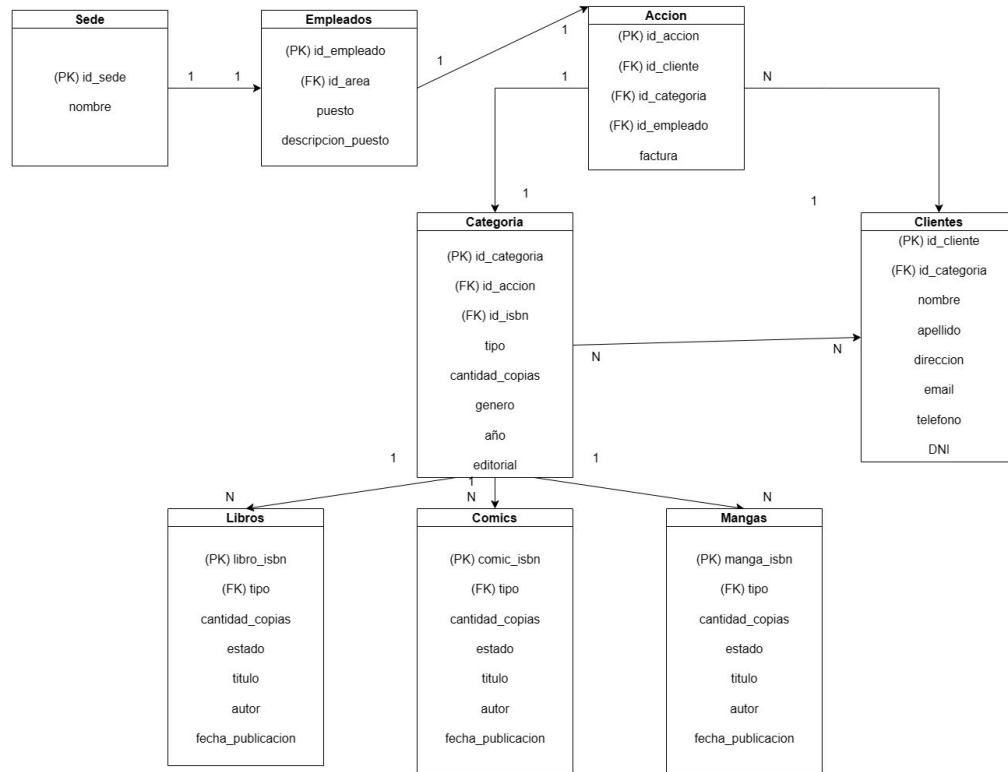 Sede
(PK) id_sede
nombre
1
1
Empleados
(PK) id_empleado
(FK) id_area
puesto
descripcion_puesto
1
1
Accion
(PK) id_accion
(FK) id_cliente
(FK) id_categoria
(FK) id_empleado
factura
1
N
1
1
Categoria
(PK) id_categoria
(FK) id_accion
(FK) id_isbn
tipo
cantidad_copias
genero
año
editorial
N
N
Clientes
(PK) id_cliente
(FK) id_categoria
nombre
apellido
direccion
email
telefono
DNI
1
1
1
N
N
N
Libros
(PK) libro_isbn
(FK) tipo
cantidad_copias
estado
titulo
autor
fecha_publicacion
Comics
(PK) comic_isbn
(FK) tipo
cantidad_copias
estado
titulo
autor
fecha_publicacion
Mangas
(PK) manga_isbn
(FK) tipo
cantidad_copias
estado
titulo
autor
fecha_publicacion